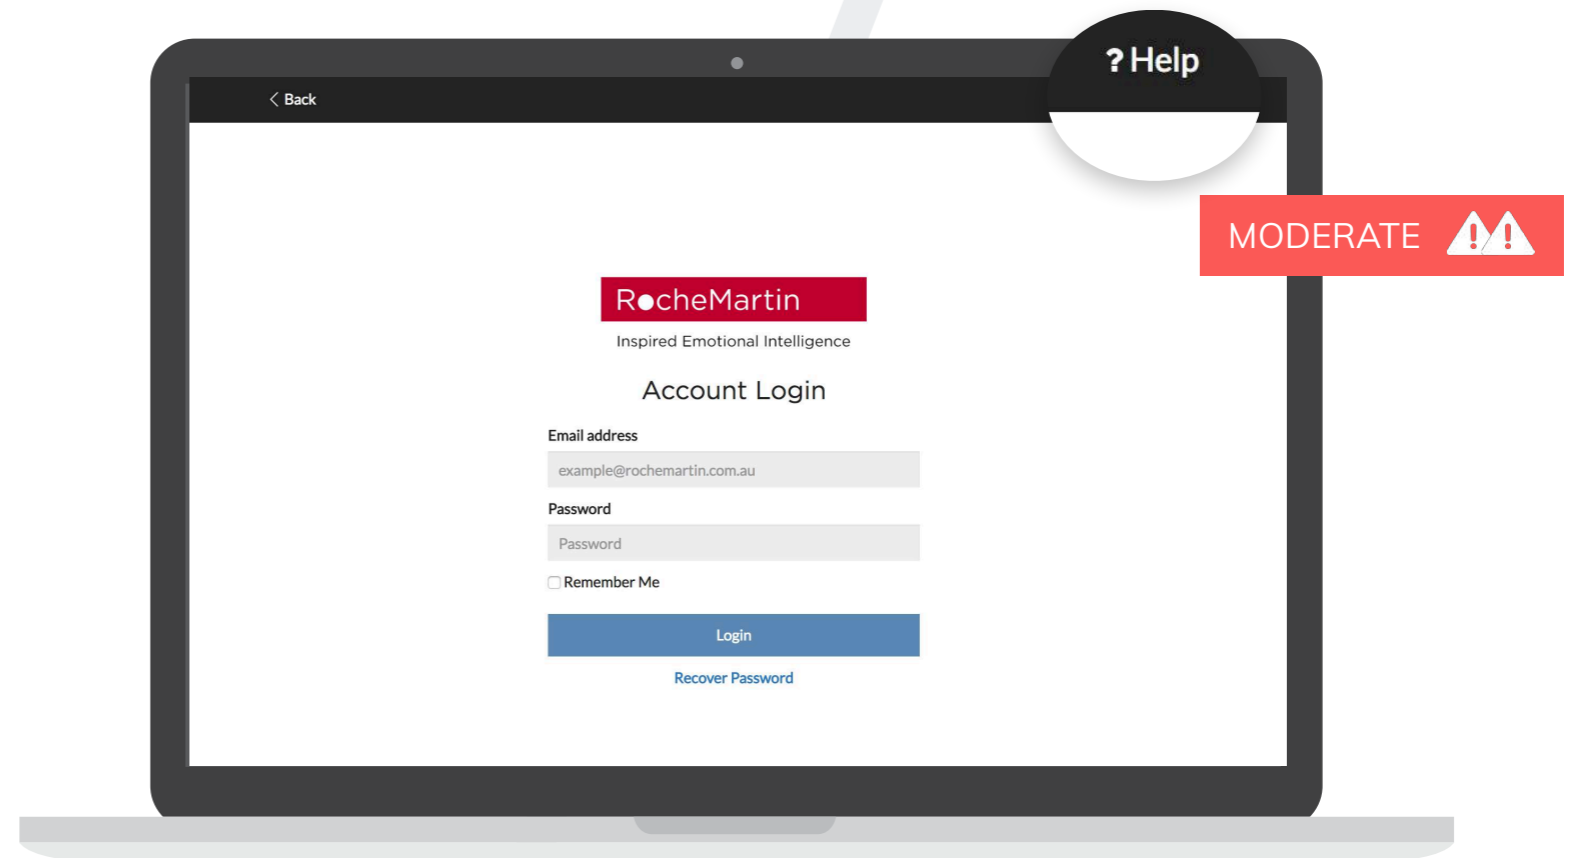 ? Help
< Back
MODERATE
RocheMartin
Inspired Emotional Intelligence
Account Login
Email address
example@rochemartin.com.au
Password
Password
Remember Me
Login
Recover Password